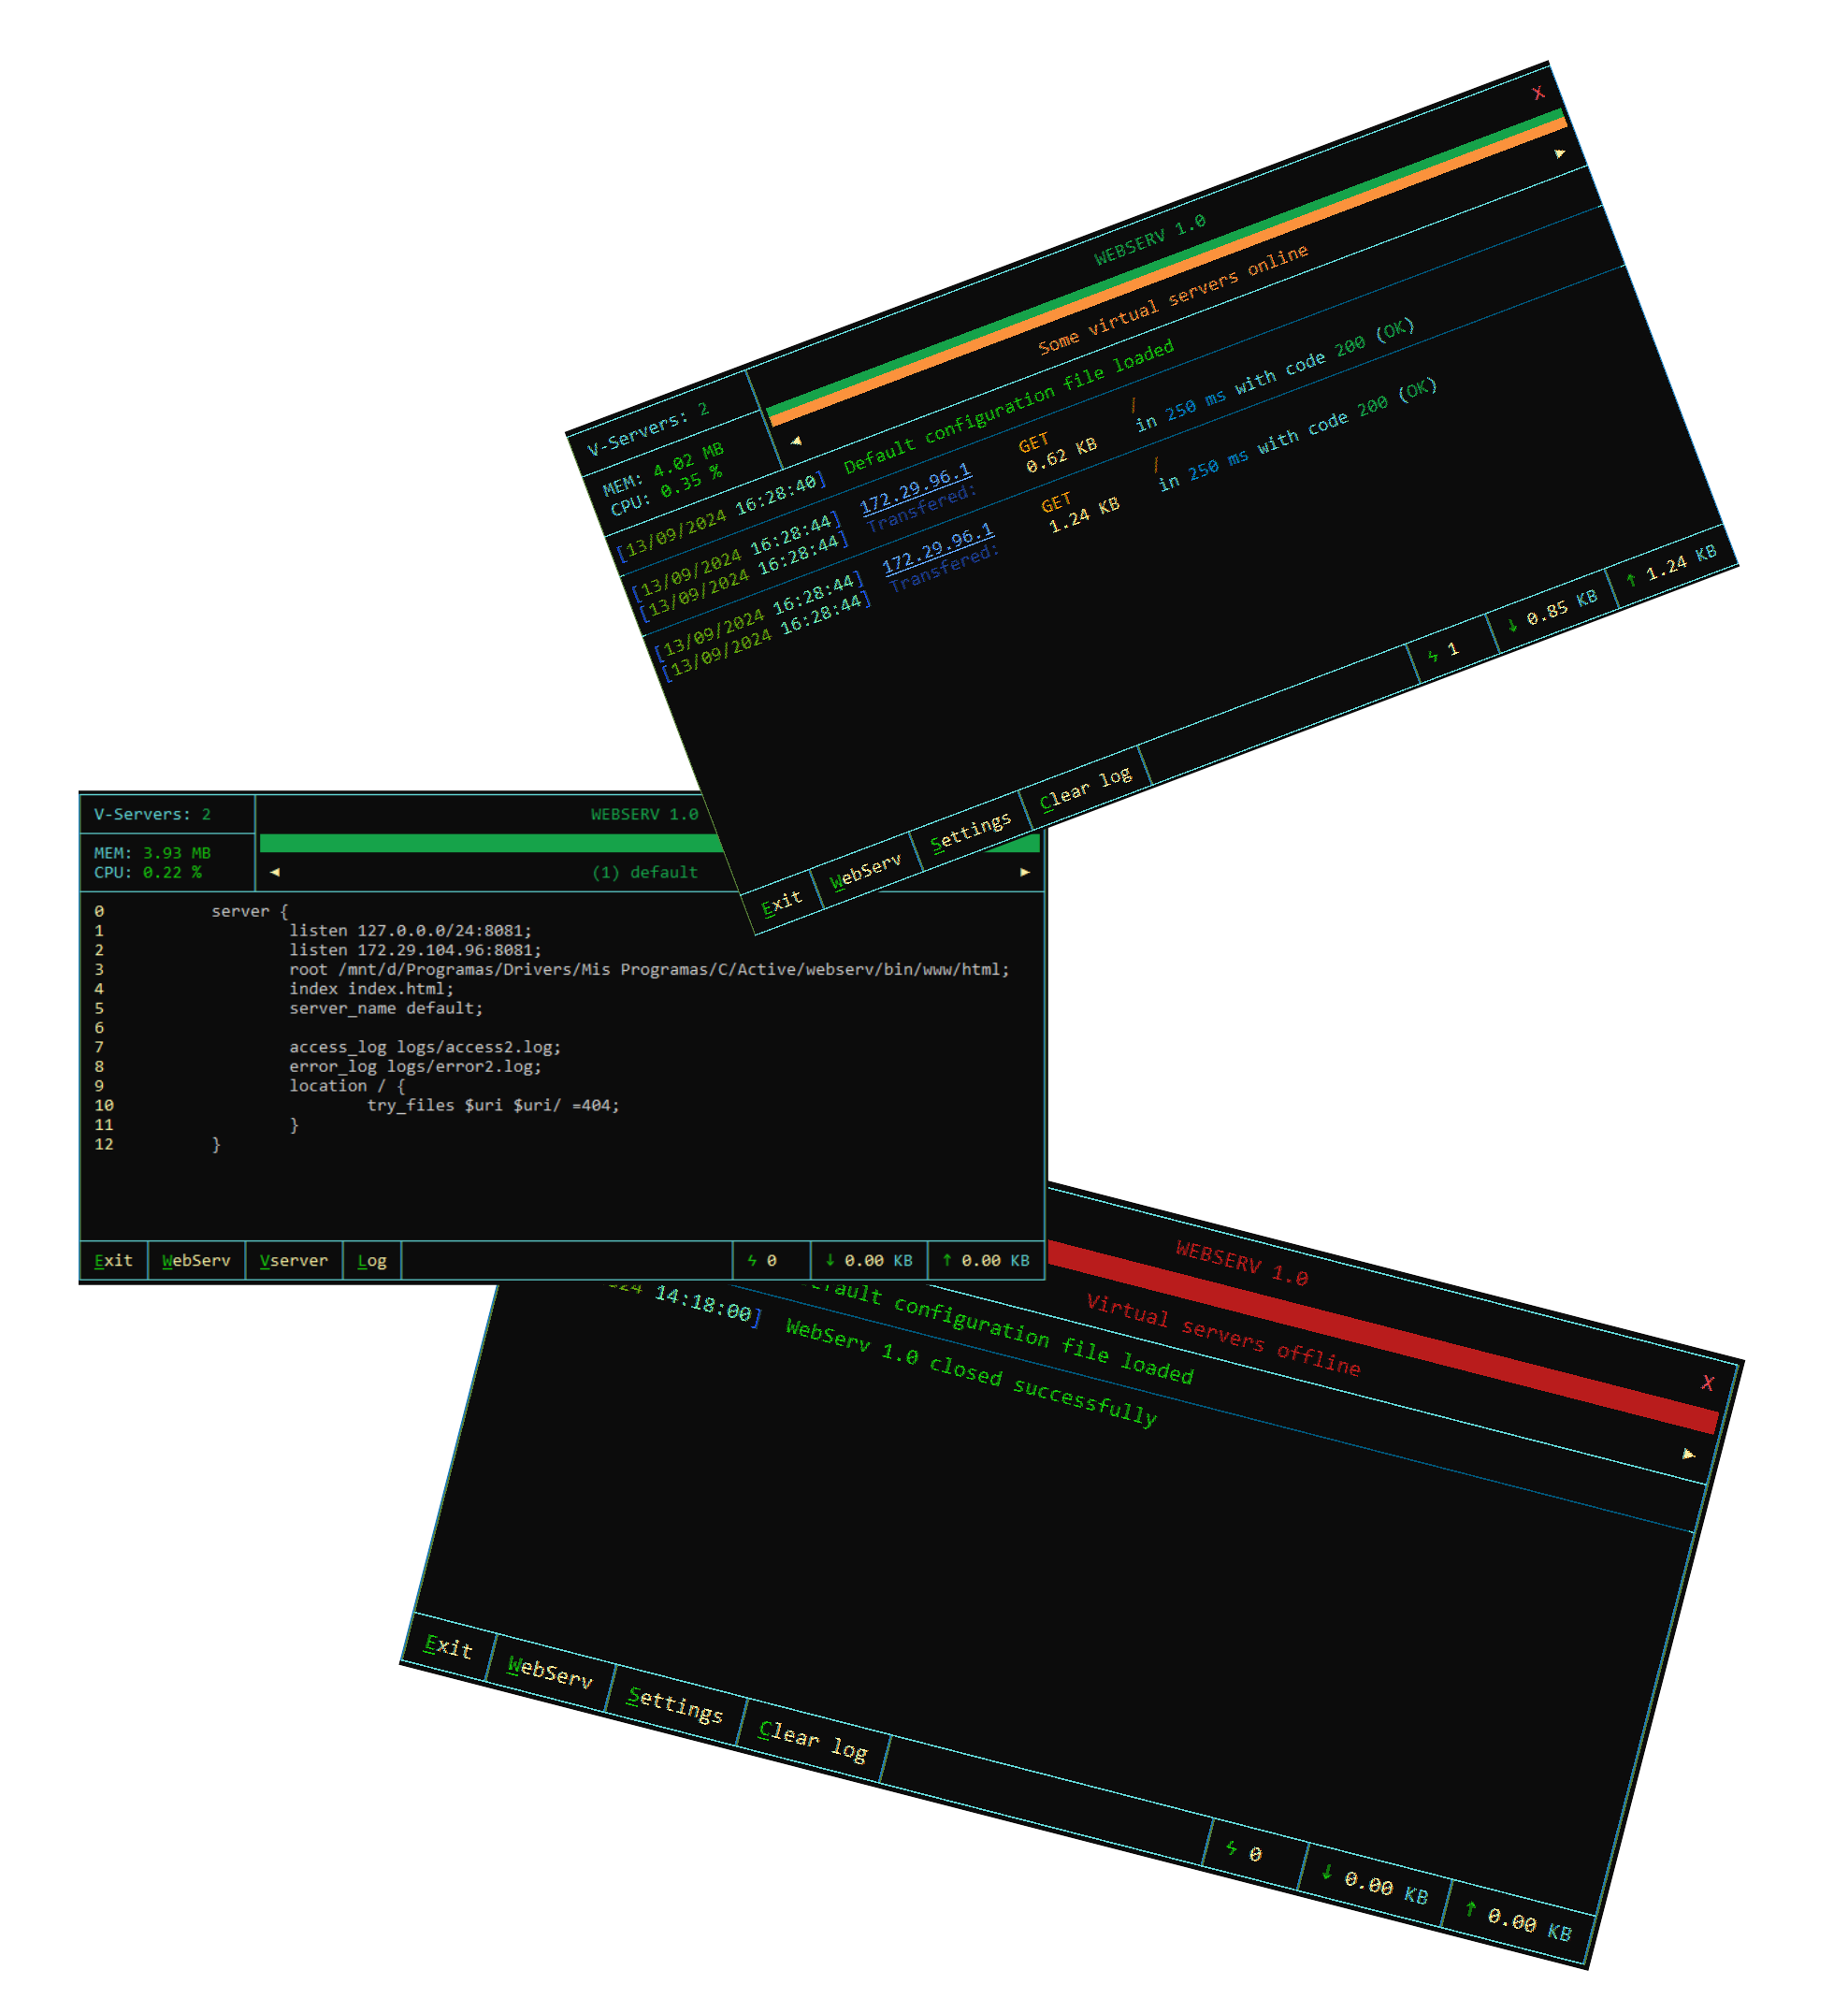 X
WEBSERV 1.0
V-Servers: 2
MEM: 4.02 MB
CPU: 0.35 %
◄ Some virtual servers online ►
[13/09/2024 16:28:40] Default configuration file loaded
[13/09/2024 16:28:44] 172.29.96.1 GET /
[13/09/2024 16:28:44] Transfered: 0.62 KB in 250 ms with code 200 (OK)
[13/09/2024 16:28:44] 172.29.96.1 GET /
[13/09/2024 16:28:44] Transfered: 1.24 KB in 250 ms with code 200 (OK)
Exit WebServ Settings Clear log ϟ 1 ↓ 0.85 KB ↑ 1.24 KB
V-Servers: 2 WEBSERV 1.0
MEM: 3.93 MB
CPU: 0.22 % ◄ (1) default ►
0 server {
1 listen 127.0.0.0/24:8081;
2 listen 172.29.104.96:8081;
3 root /mnt/d/Programas/Drivers/Mis Programas/C/Active/webserv/bin/www/html;
4 index index.html;
5 server_name default;
6
7 access_log logs/access2.log;
8 error_log logs/error2.log;
9 location / {
10 try_files $uri $uri/ =404;
11 }
12 }
Exit WebServ Vserver Log ϟ 0 ↓ 0.00 KB ↑ 0.00 KB
WEBSERV 1.0
X
Virtual servers offline ►
configuration file loaded
14:18:00] WebServ 1.0 closed successfully
Exit WebServ Settings Clear log ϟ 0 ↓ 0.00 KB ↑ 0.00 KB